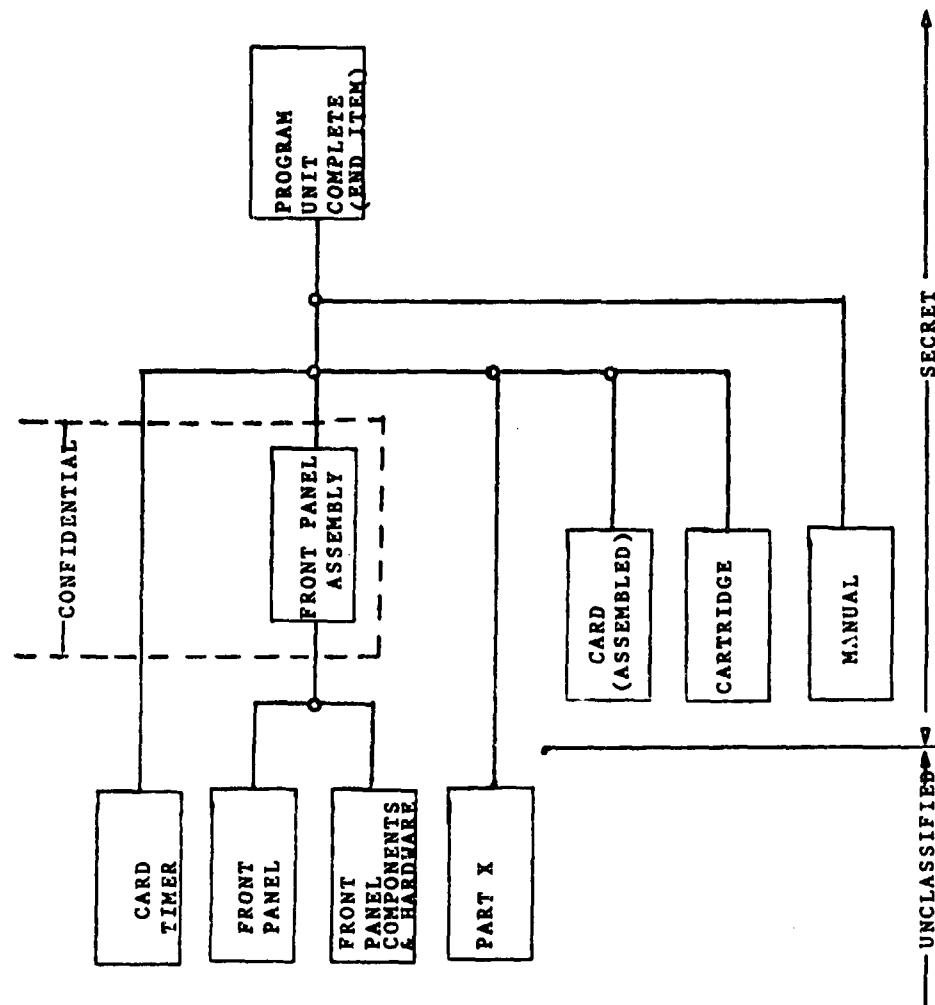 PROGRAM
UNIT
COMPLETE
(END ITEM)
CONFIDENTIAL
FRONT PANEL
ASSEMBLY
CARD
(ASSEMBLED)
CARTRIDGE
MANUAL
CARD
TIMER
FRONT
PANEL
FRONT
PANEL
COMPONENTS
& HARDWARE
PART X
UNCLASSIFIED
SECRET